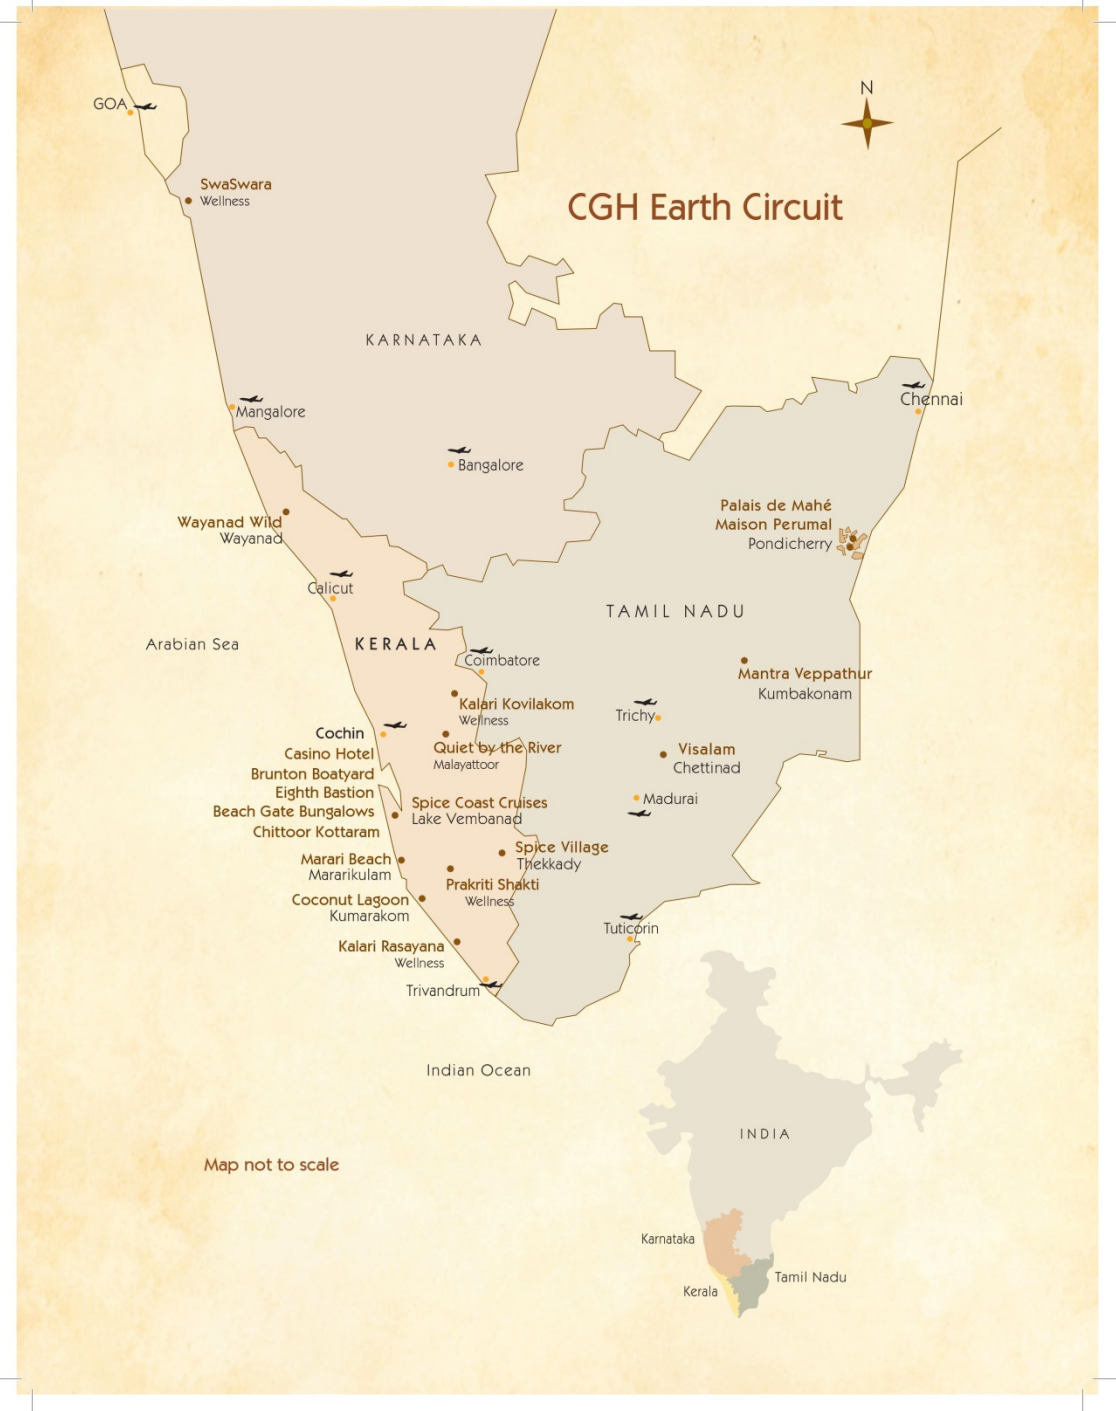 GOA
N
SwaSwara
Wellness
CGH Earth Circuit
KARNATAKA
Mangalore
Chennai
Bangalore
Palais de Mahé
Maison Perumal
Pondicherry
Wayanad Wild
Wayanad
Calicut
TAMIL NADU
Arabian Sea
KERALA
Coimbatore
Mantra Veppathur
Kumbakonam
Kalari Kovilakom
Wellness
Trichy
Cochin
Casino Hotel
Brunton Boatyard
Eighth Bastion
Beach Gate Bungalows
Chittoor Kottaram
Quiet by the River
Malayattoor
Visalam
Chettinad
Madurai
Spice Coast Cruises
Lake Vembanad
Spice Village
Thekkady
Marari Beach
Mararikulam
Prakriti Shakti
Wellness
Coconut Lagoon
Kumarakom
Tuticorin
Kalari Rasayana
Wellness
Trivandrum
Indian Ocean
INDIA
Map not to scale
Karnataka
Tamil Nadu
Kerala